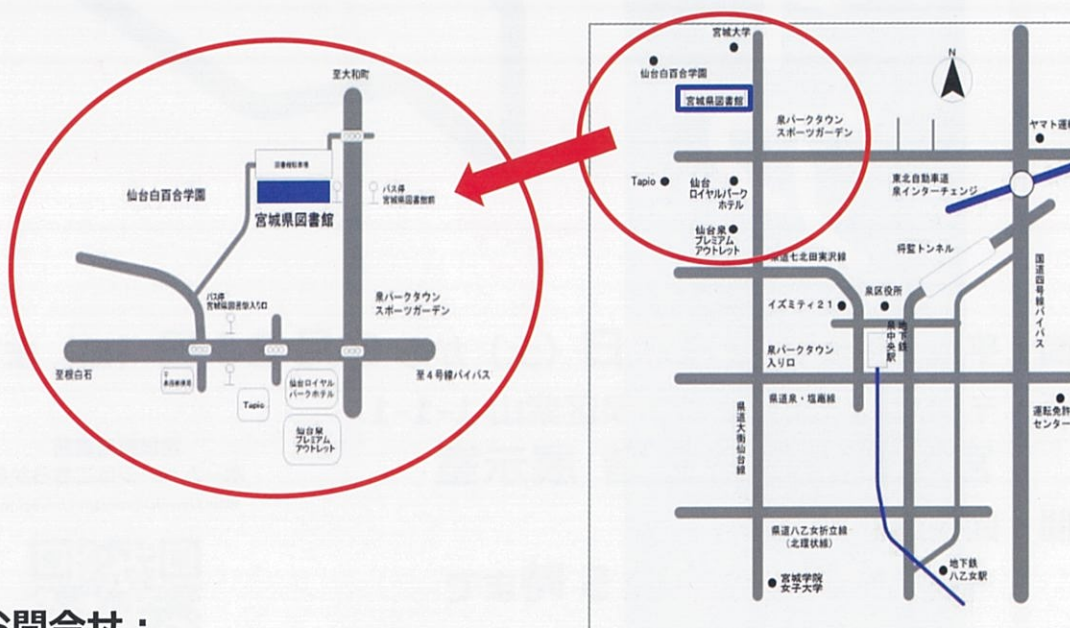 至大和町
図書館駐車場
仙台白百合学園
宮城県図書館
バス停
宮城県図書館前
バス停
宮城県図書館入り口
泉パークタウン
スポーツガーデン
至根白石
至4号線バイパス
Tapio
仙台ロイヤル
パークホテル
仙台泉
プレミアム
アウトレット
宮城大学
仙台白百合学園
宮城県図書館
泉パークタウン
スポーツガーデン
N
ヤマト運
Tapio
仙台
ロイヤルパーク
ホテル
東北自動車道
泉インターチェンジ
仙台泉
プレミアム
アウトレット
将監トンネル
県道七北田実沢線
国道四号線バイパス
イズミティ21
泉区役所
地下鉄
泉中央駅
泉パークタウン
入り口
県道泉・塩竈線
県道大衡仙台線
運転免許
センター
県道八乙女折立線
(北環状線)
地下鉄
八乙女駅
宮城学院
女子大学
問合せ: